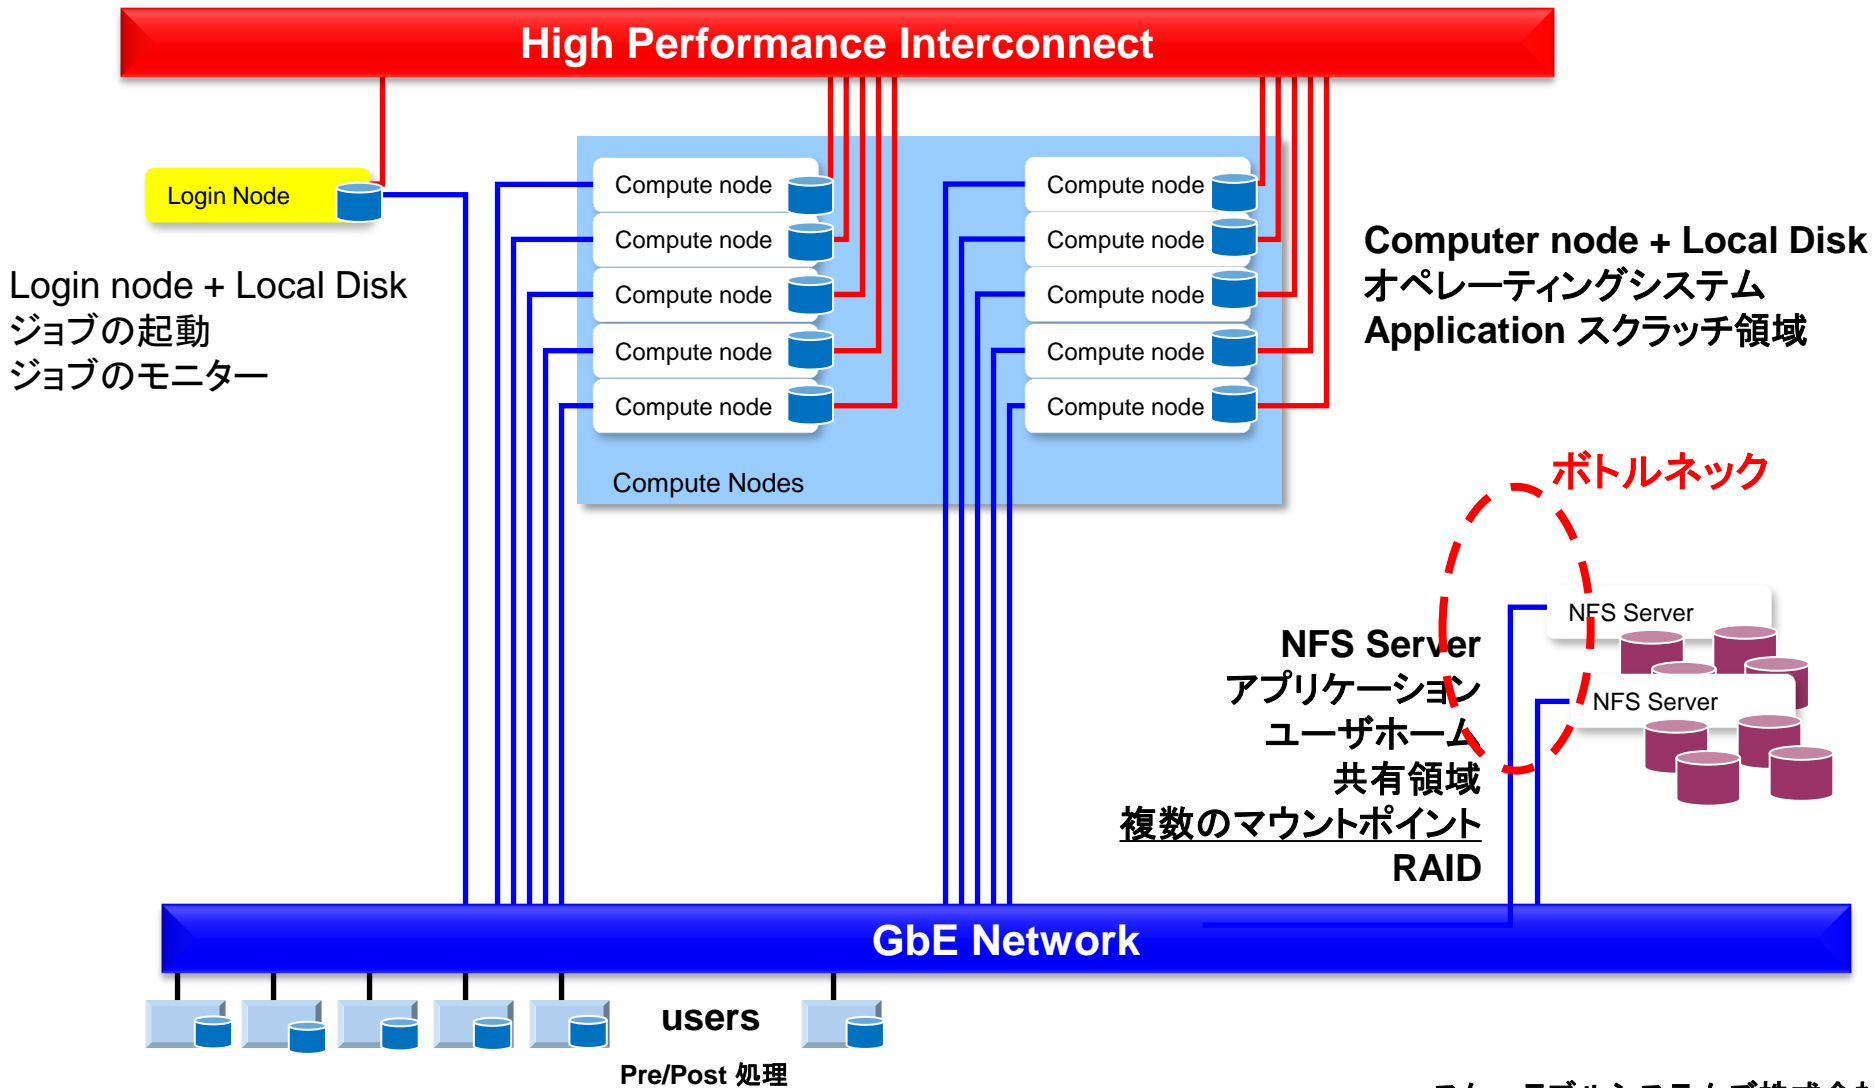 High Performance Interconnect
Login Node
Login node + Local Disk
ジョブの起動
ジョブのモニター
Compute node
Compute node
Compute node
Compute node
Compute node
Compute node
Compute node
Compute node
Compute node
Compute node
Compute Nodes
Computer node + Local Disk
オペレーティングシステム
Application スクラッチ領域
ボトルネック
NFS Server
NFS Server
NFS Server
アプリケーション
ユーザホーム
共有領域
複数のマウントポイント
RAID
GbE Network
users
Pre/Post 処理